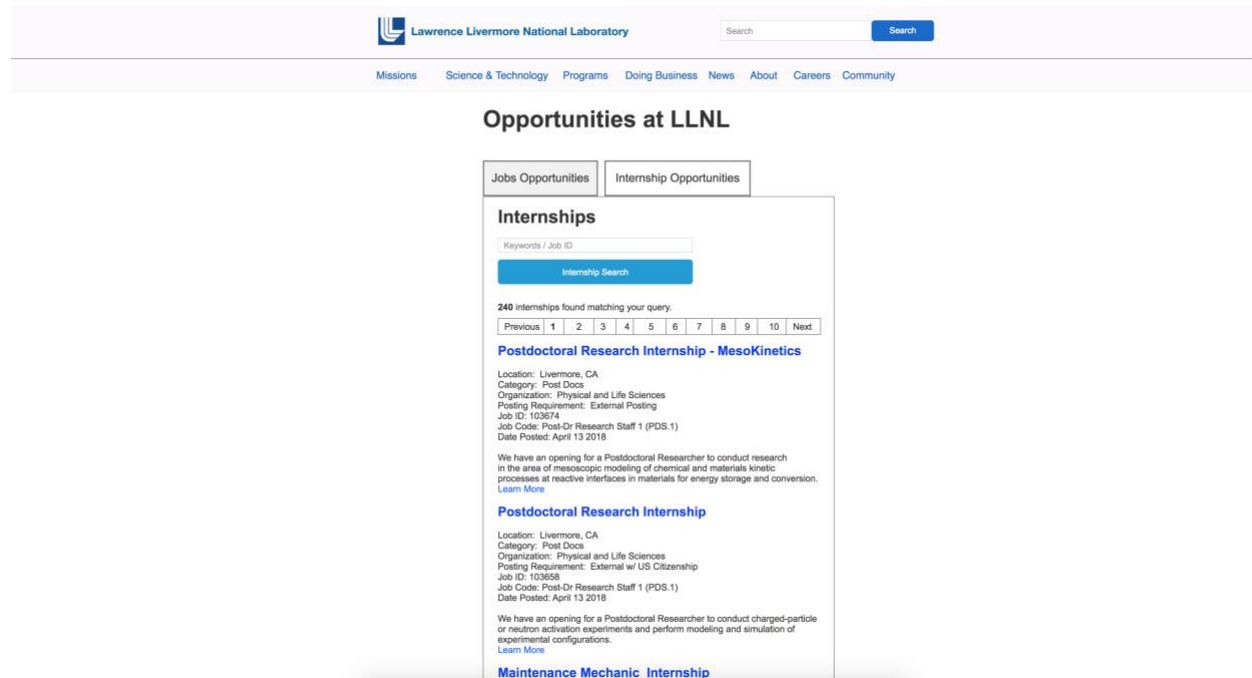 Lawrence Livermore National Laboratory
Search
Search
Missions Science & Technology Programs Doing Business News About Careers Community
Opportunities at LLNL
Jobs Opportunities Internship Opportunities
Internships
Keywords / Job ID
Internship Search
240 internships found matching your query.
Previous 1 2 3 4 5 6 7 8 9 10 Next
Postdoctoral Research Internship - MesoKinetics
Location: Livermore, CA
Category: Post Docs
Organization: Physical and Life Sciences
Posting Requirement: External Posting
Job ID: 103674
Job Code: Post-Dr Research Staff 1 (PDS.1)
Date Posted: April 13 2018
We have an opening for a Postdoctoral Researcher to conduct research
in the area of mesoscopic modeling of chemical and materials kinetic
processes at reactive interfaces in materials for energy storage and conversion.
Learn More
Postdoctoral Research Internship
Location: Livermore, CA
Category: Post Docs
Organization: Physical and Life Sciences
Posting Requirement: External w/ US Citizenship
Job ID: 103658
Job Code: Post-Dr Research Staff 1 (PDS.1)
Date Posted: April 13 2018
We have an opening for a Postdoctoral Researcher to conduct charged-particle
or neutron activation experiments and perform modeling and simulation of
experimental configurations.
Learn More
Maintenance Mechanic Internship